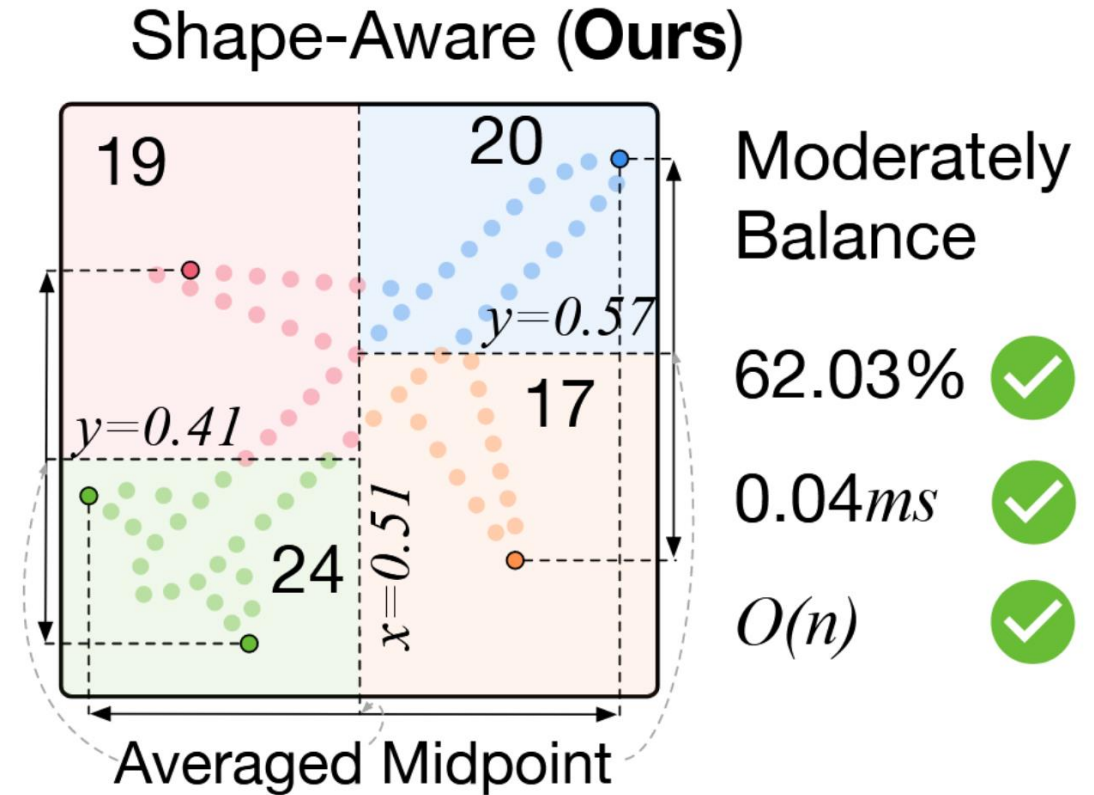 Shape-Aware (Ours)
19
20
Moderately
Balance
y=0.57
62.03%
17
y=0.41
x=0.51
0.04ms
24
O(n)
Averaged Midpoint